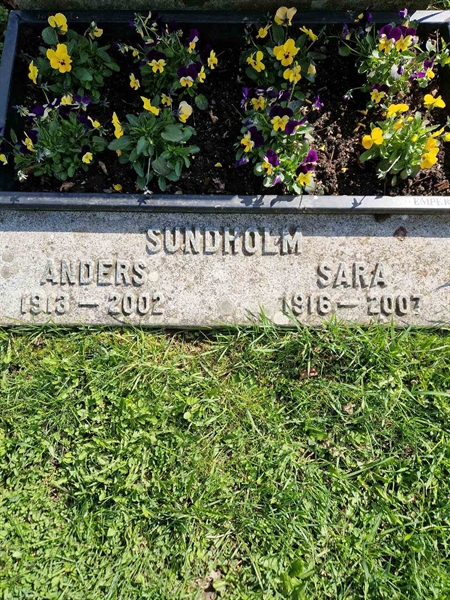 SUNDHOLM
ANDERS SARA
1913 — 2002 1916 — 2007